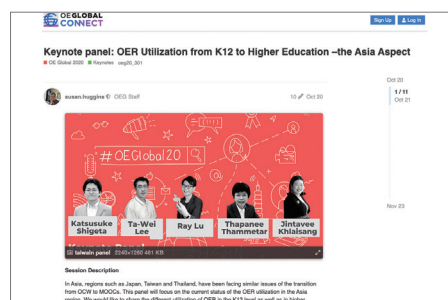 OEGLOBAL
CONNECT
Sign Up
Log In
Keynote panel: OER Utilization from K12 to Higher Education –the Asia Aspect
OE Global 2020 Keynotes oeg20_301
Oct 20
susan.huggins OEG Staff
10 Oct 20
1 / 11
Oct 21
#OEGlobal20
Katsusuke Shigeta
Ta-Wei Lee
Ray Lu
Thapanee Thammetar
Jintavee Khlaisang
taiwain panel 2240×1260 461 KB
Nov 23
Session Description
In Asia, regions such as Japan, Taiwan and Thailand, have been facing similar issues of the transition
from OCW to MOOCs. This panel will focus on the current status of the OER utilization in the Asia
region. We would like to share the different utilization of OER in the K12 level as well as in higher